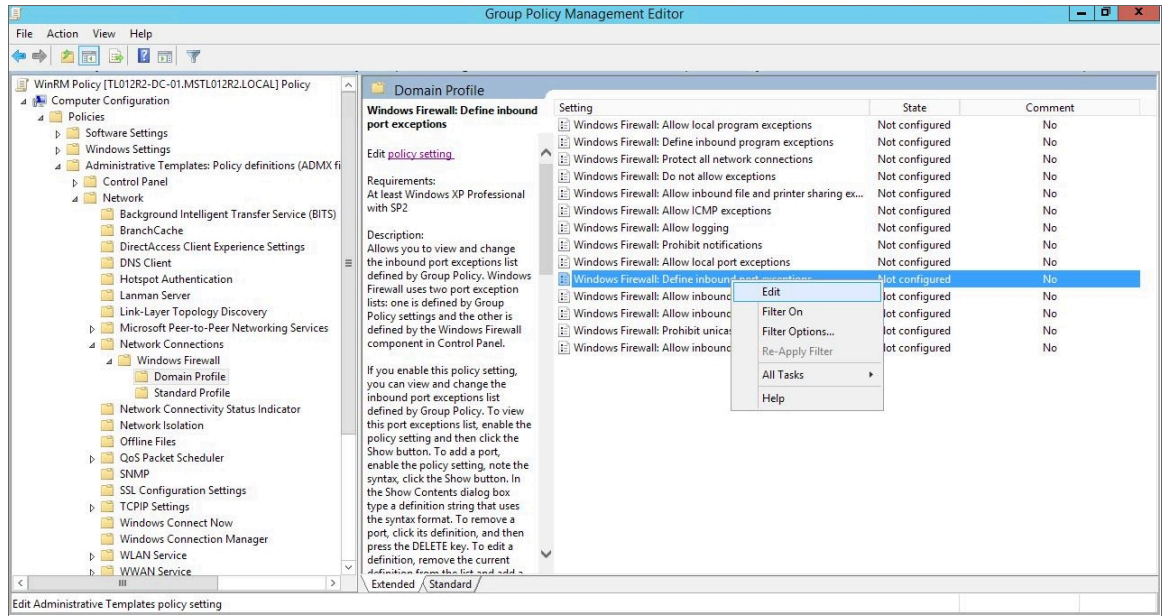 Group Policy Management Editor
File Action View Help
WinRM Policy [TL012R2-DC-01.MSTL012R2.LOCAL] Policy
Computer Configuration
Policies
Software Settings
Windows Settings
Administrative Templates: Policy definitions (ADMX fi
Control Panel
Network
Background Intelligent Transfer Service (BITS)
BranchCache
DirectAccess Client Experience Settings
DNS Client
Hotspot Authentication
Lanman Server
Link-Layer Topology Discovery
Microsoft Peer-to-Peer Networking Services
Network Connections
Windows Firewall
Domain Profile
Standard Profile
Network Connectivity Status Indicator
Network Isolation
Offline Files
QoS Packet Scheduler
SNMP
SSL Configuration Settings
TCPIP Settings
Windows Connect Now
Windows Connection Manager
WLAN Service
WWAN Service
Domain Profile
Windows Firewall: Define inbound
port exceptions
Edit policy setting
Requirements:
At least Windows XP Professional
with SP2
Description:
Allows you to view and change
the inbound port exceptions list
defined by Group Policy. Windows
Firewall uses two port exception
lists: one is defined by Group
Policy settings and the other is
defined by the Windows Firewall
component in Control Panel.
If you enable this policy setting,
you can view and change the
inbound port exceptions list
defined by Group Policy. To view
this port exceptions list, enable the
policy setting and then click the
Show button. To add a port,
enable the policy setting, note the
syntax, click the Show button. In
the Show Contents dialog box
type a definition string that uses
the syntax format. To remove a
port, click its definition, and then
press the DELETE key. To edit a
definition, remove the current
definition from the list and add a
Setting State Comment
Windows Firewall: Allow local program exceptions Not configured No
Windows Firewall: Define inbound program exceptions Not configured No
Windows Firewall: Protect all network connections Not configured No
Windows Firewall: Do not allow exceptions Not configured No
Windows Firewall: Allow inbound file and printer sharing ex... Not configured No
Windows Firewall: Allow ICMP exceptions Not configured No
Windows Firewall: Allow logging Not configured No
Windows Firewall: Prohibit notifications Not configured No
Windows Firewall: Allow local port exceptions Not configured No
Windows Firewall: Define inbound port exceptions Not configured No
Windows Firewall: Allow inbound lot configured No
Windows Firewall: Allow inbound lot configured No
Windows Firewall: Prohibit unicas lot configured No
Windows Firewall: Allow inbound lot configured No
Edit
Filter On
Filter Options...
Re-Apply Filter
All Tasks
Help
Extended Standard
Edit Administrative Templates policy setting